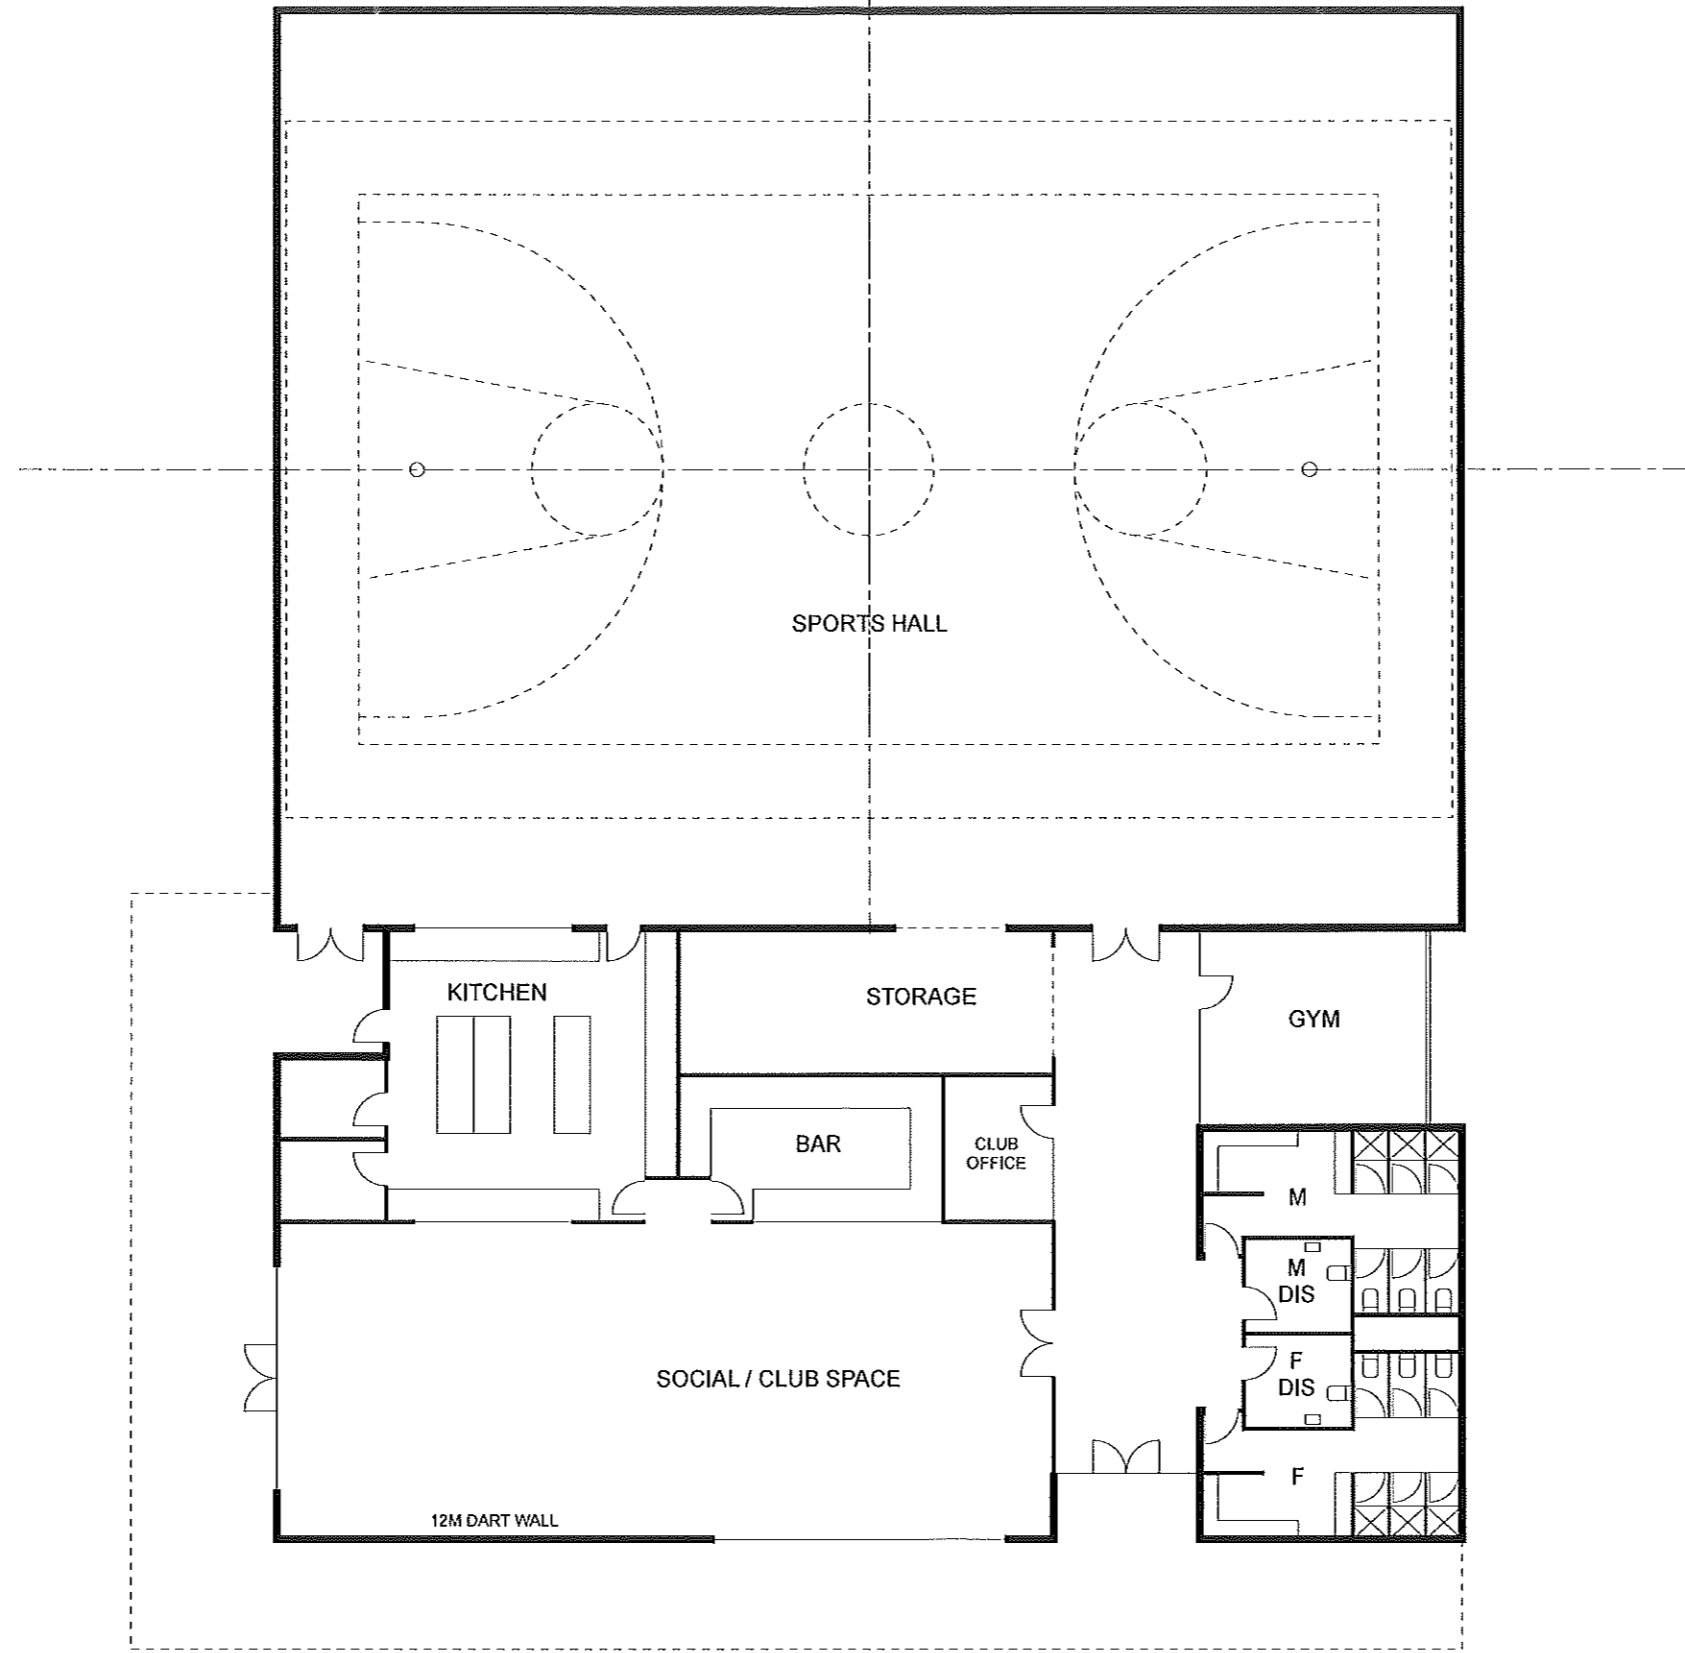 SPORTS HALL
KITCHEN
STORAGE
GYM
BAR
CLUB
OFFICE
M
M
DIS
F
DIS
F
SOCIAL / CLUB SPACE
12M DART WALL